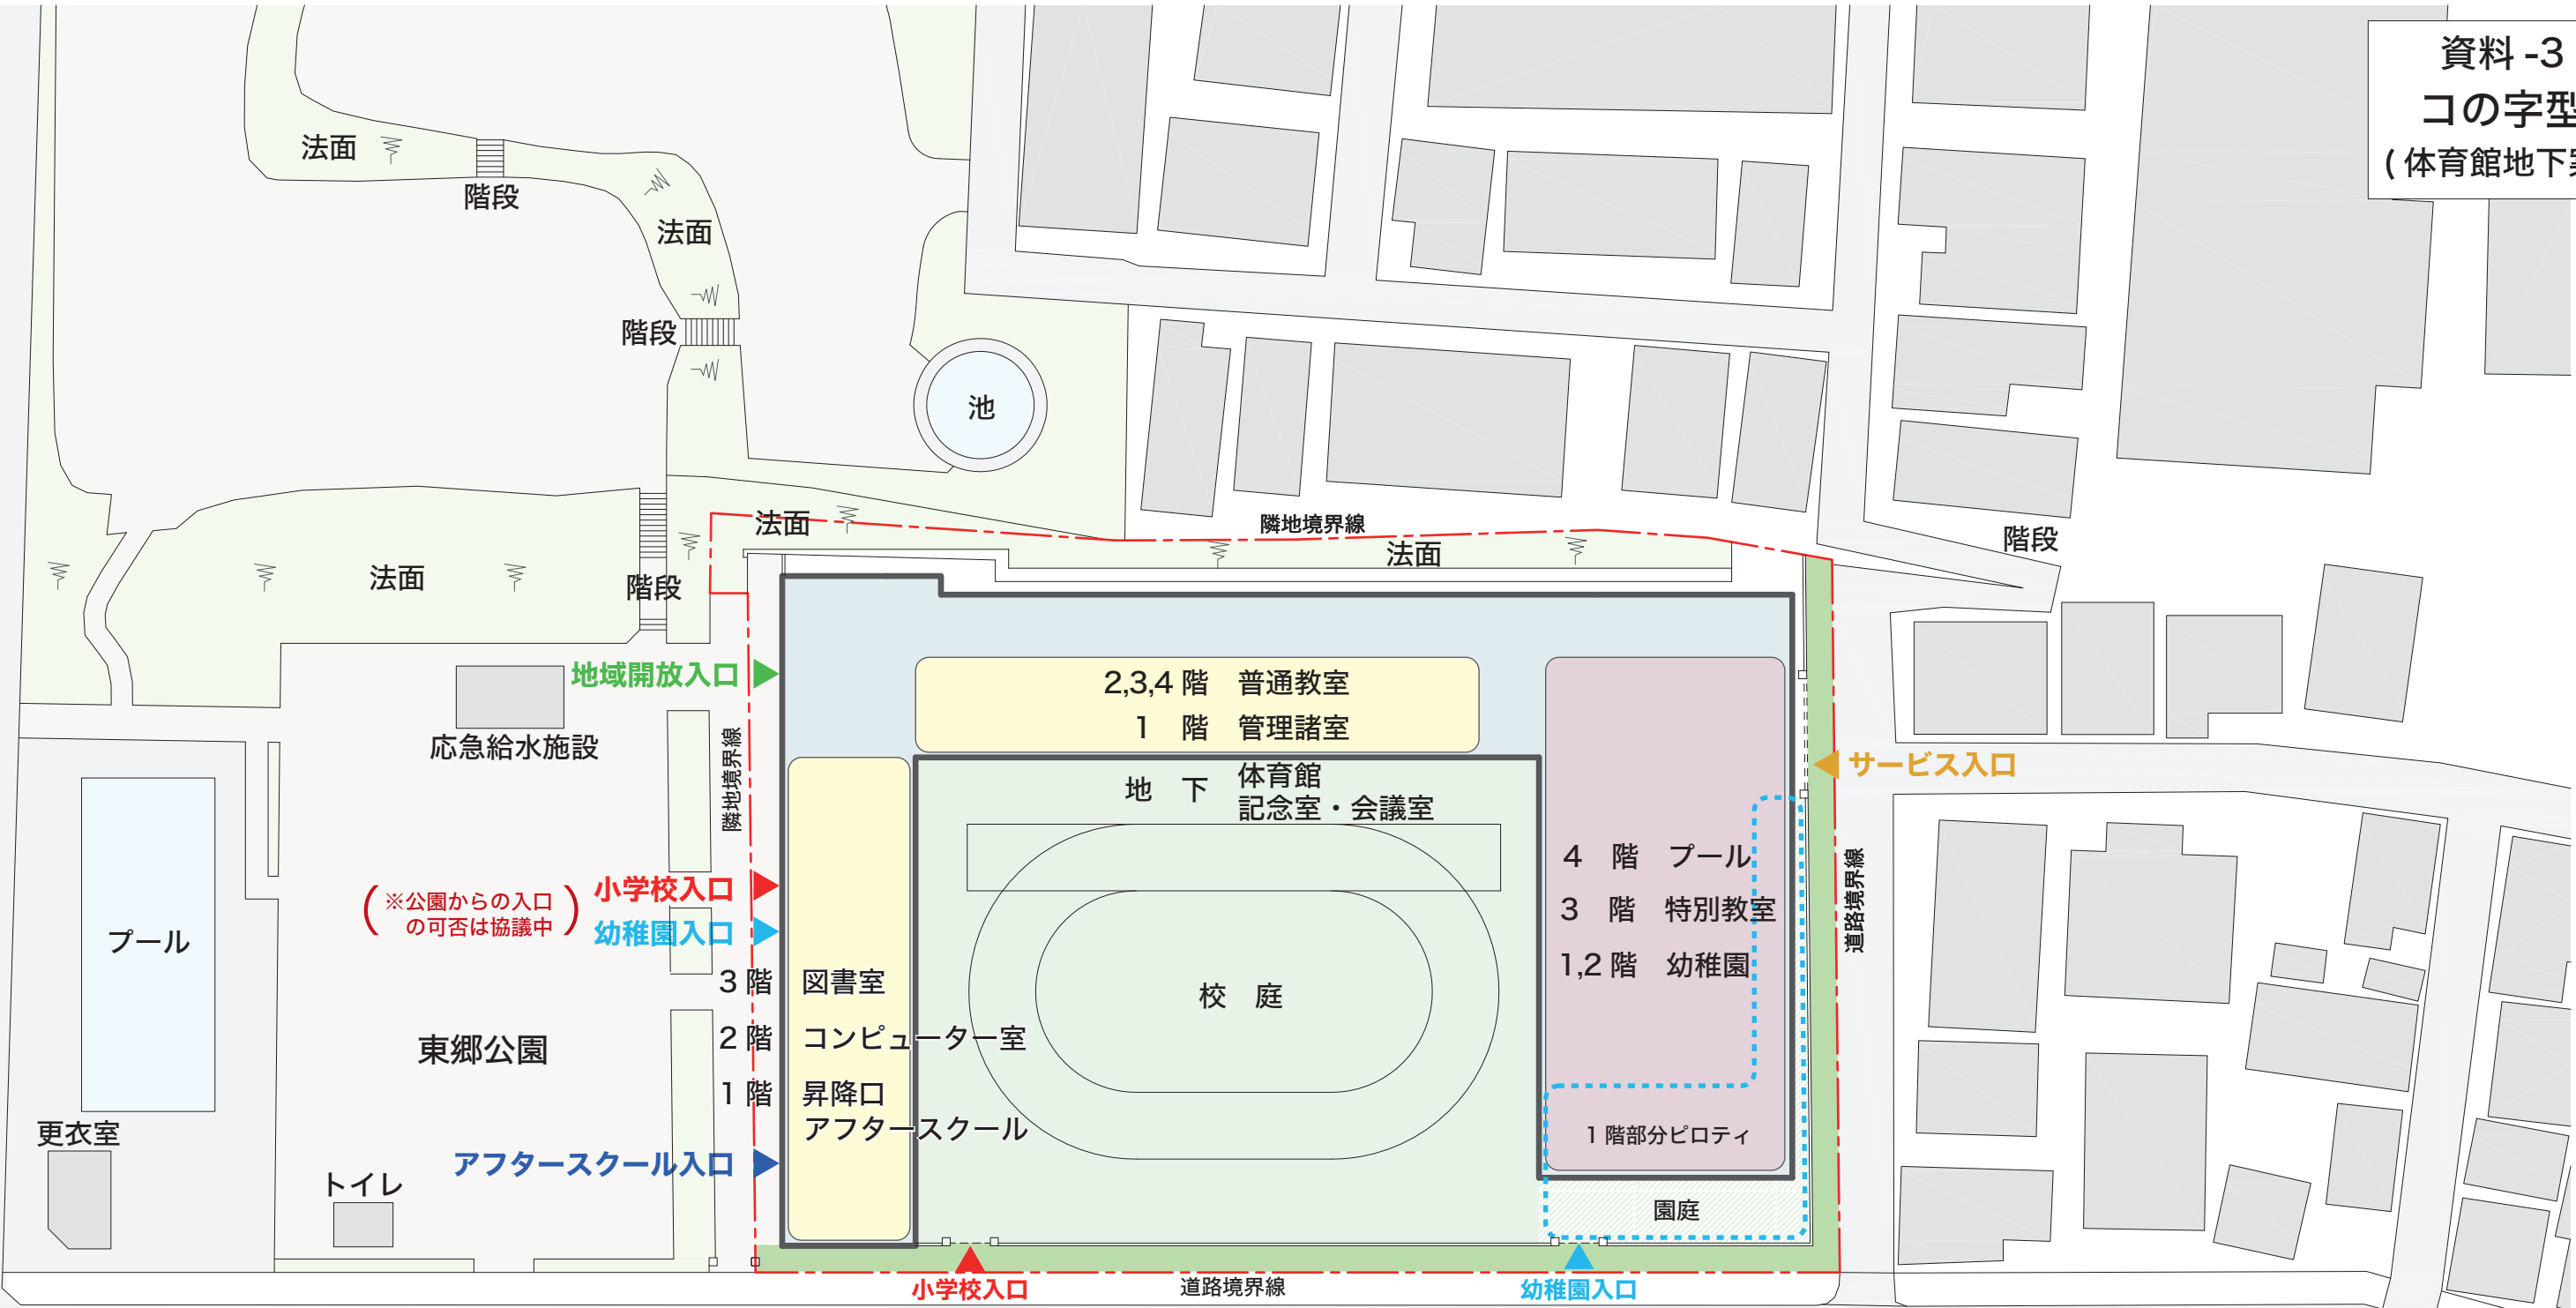 資料 -3
コの字型
( 体育館地下
法面
階段
法面
階段
池
法面
隣地境界線
法面
階段
法面
階段
地域開放入口
応急給水施設
隣地境界線
2,3,4 階 普通教室
1 階 管理諸室
地 下 体育館
記念室・会議室
サービス入口
4 階 プール
3 階 特別教室
1,2 階 幼稚園
道路境界線
小学校入口
※公園からの入口
の可否は協議中
幼稚園入口
プール
3 階 図書室
2 階 コンピューター室
1 階 昇降口
アフタースクール
校 庭
東郷公園
更衣室
アフタースクール入口
トイレ
1 階部分ピロティ
園庭
小学校入口
道路境界線
幼稚園入口